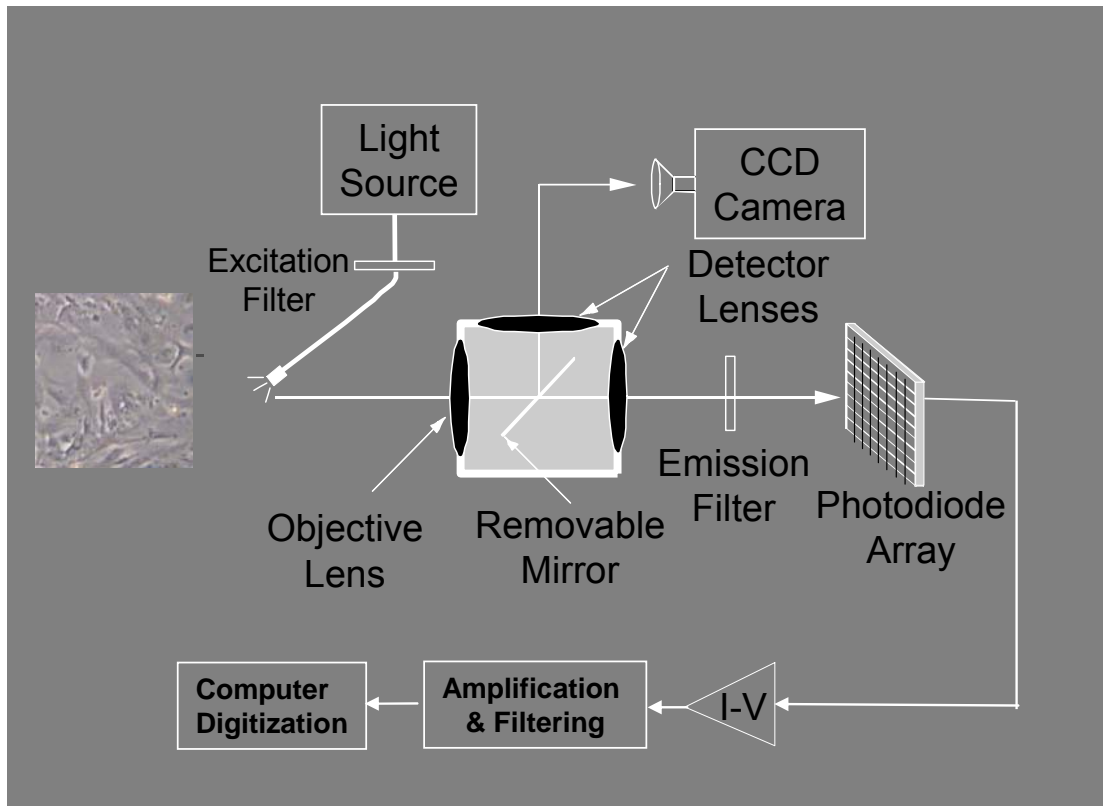 Light
Source
CCD
Camera
Excitation
Filter
Detector
Lenses
Objective
Lens
Removable
Mirror
Emission
Filter
Photodiode
Array
Computer
Digitization
Amplification
& Filtering
I-V